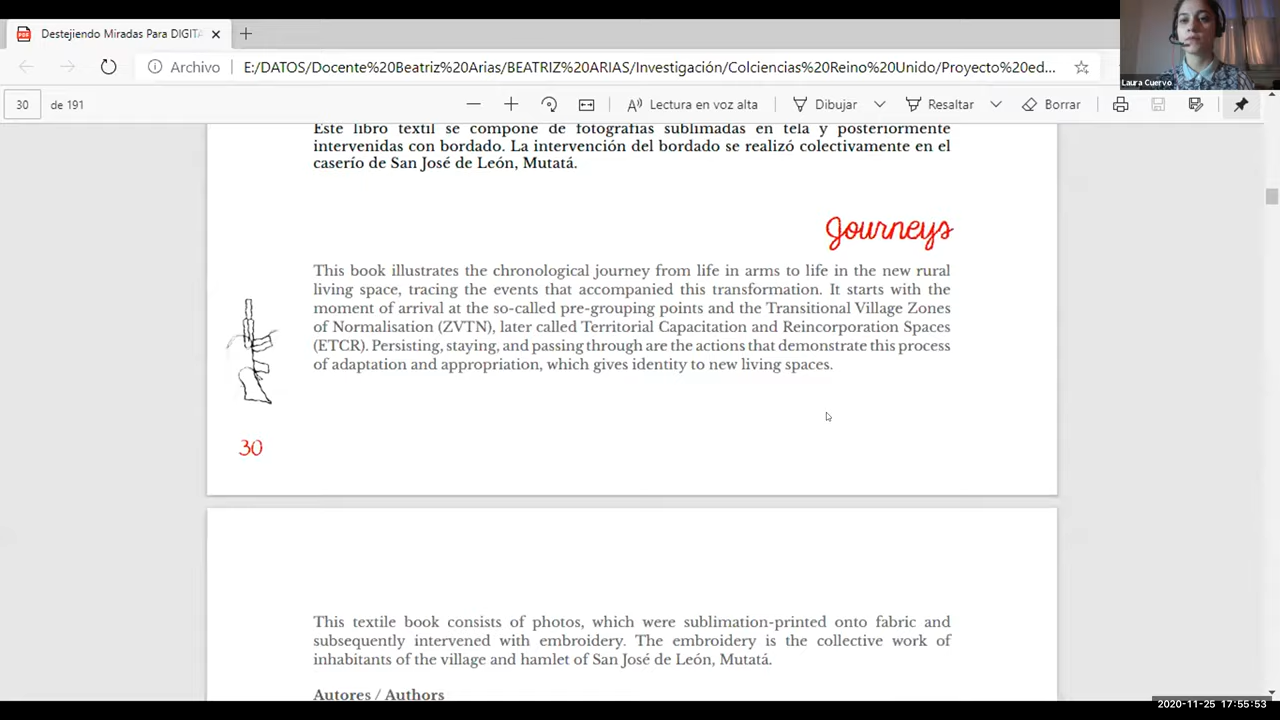 Destejiendo Miradas Para DIGITA
Archivo
E:/DATOS/Docente%20Beatriz%20Arias/BEATRIZ%20ARIAS/Investigación/Colciencias%20Reino%20Unido/Proyecto%20ed...
Laura Cuervo
30 de 191
Lectura en voz alta
Dibujar
Resaltar
Borrar
Este libro textil se compone de fotografías sublimadas en tela y posteriormente
intervenidas con bordado. La intervención del bordado se realizó colectivamente en el
caserío de San José de León, Mutatá.
Journeys
This book illustrates the chronological journey from life in arms to life in the new rural
living space, tracing the events that accompanied this transformation. It starts with the
moment of arrival at the so-called pre-grouping points and the Transitional Village Zones
of Normalisation (ZVTN), later called Territorial Capacitation and Reincorporation Spaces
(ETCR). Persisting, staying, and passing through are the actions that demonstrate this process
of adaptation and appropriation, which gives identity to new living spaces.
30
This textile book consists of photos, which were sublimation-printed onto fabric and
subsequently intervened with embroidery. The embroidery is the collective work of
inhabitants of the village and hamlet of San José de León, Mutatá.
Autores / Authors
2020-11-25 17:55:53